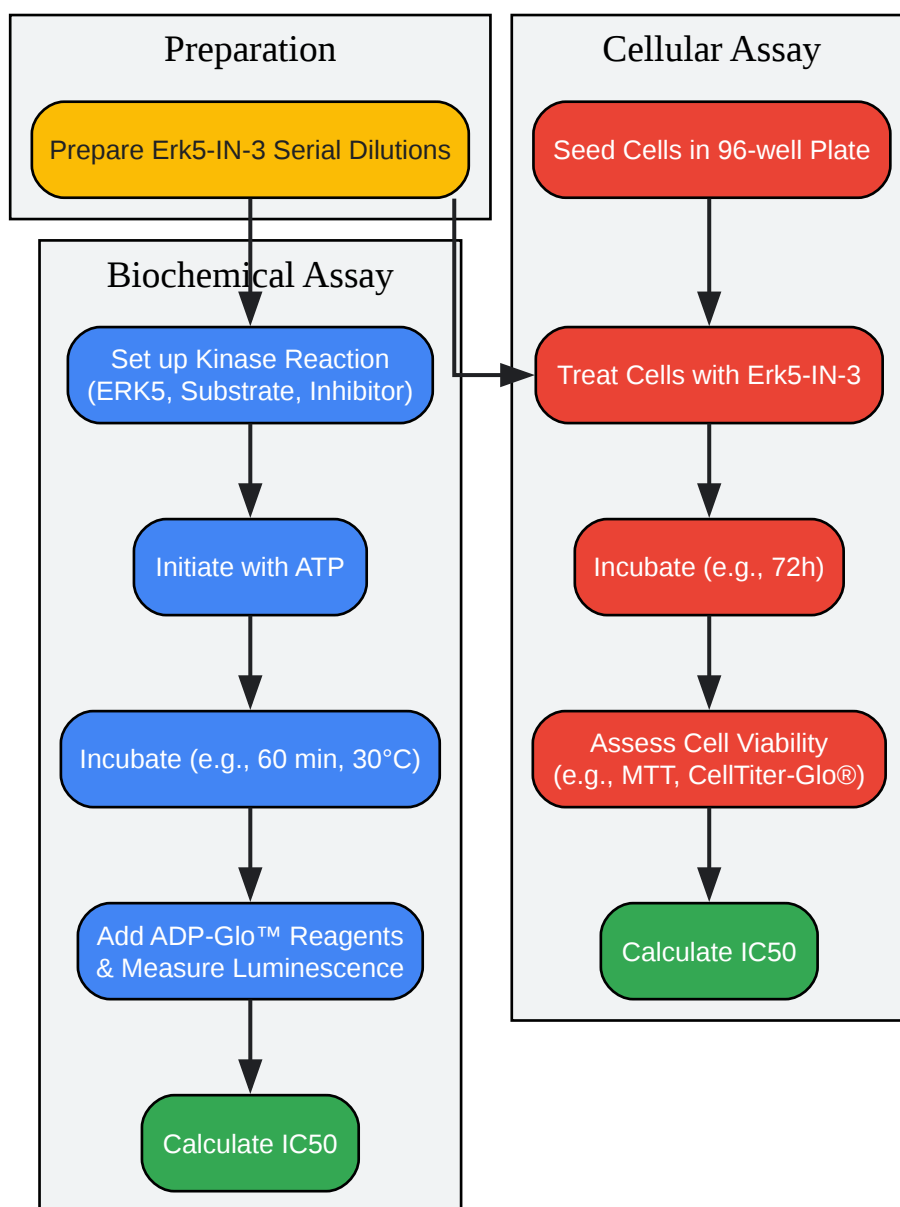 Preparation
Prepare Erk5-IN-3 Serial Dilutions
Biochemical Assay
Set up Kinase Reaction
(ERK5, Substrate, Inhibitor)
Initiate with ATP
Incubate (e.g., 60 min, 30°C)
Add ADP-Glo™ Reagents
& Measure Luminescence
Calculate IC50
Cellular Assay
Seed Cells in 96-well Plate
Treat Cells with Erk5-IN-3
Incubate (e.g., 72h)
Assess Cell Viability
(e.g., MTT, CellTiter-Glo®)
Calculate IC50